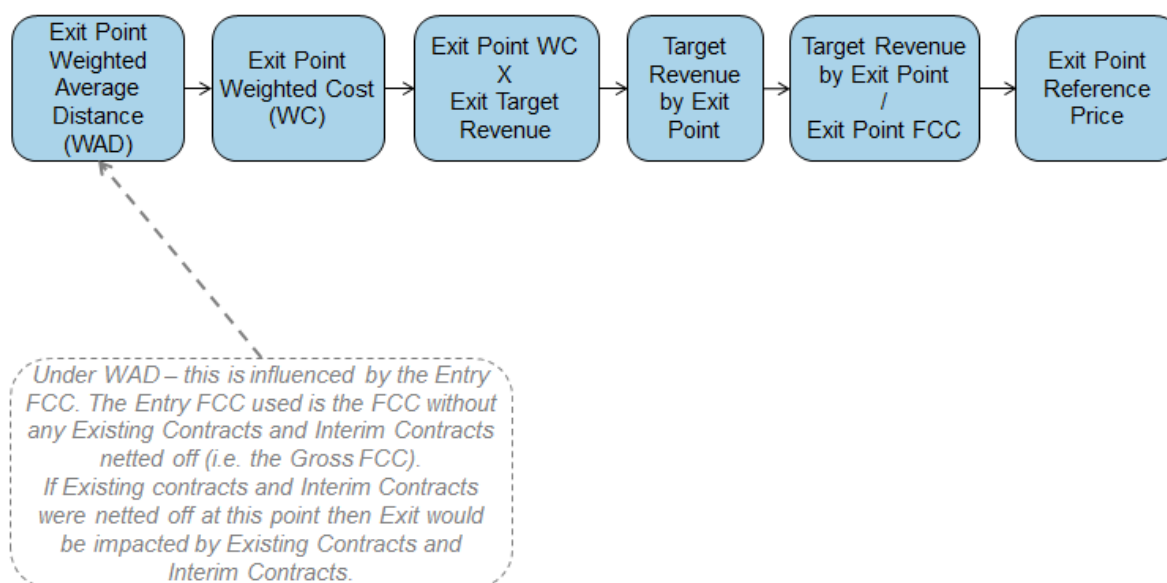 Exit Point
Weighted
Average
Distance
(WAD)
Exit Point
Weighted Cost
(WC)
Exit Point WC
X
Exit Target
Revenue
Target
Revenue
by Exit
Point
Target Revenue
by Exit Point
/
Exit Point FCC
Exit Point
Reference
Price
Under WAD – this is influenced by the Entry
FCC. The Entry FCC used is the FCC without
any Existing Contracts and Interim Contracts
netted off (i.e. the Gross FCC).
If Existing contracts and Interim Contracts
were netted off at this point then Exit would
be impacted by Existing Contracts and
Interim Contracts.